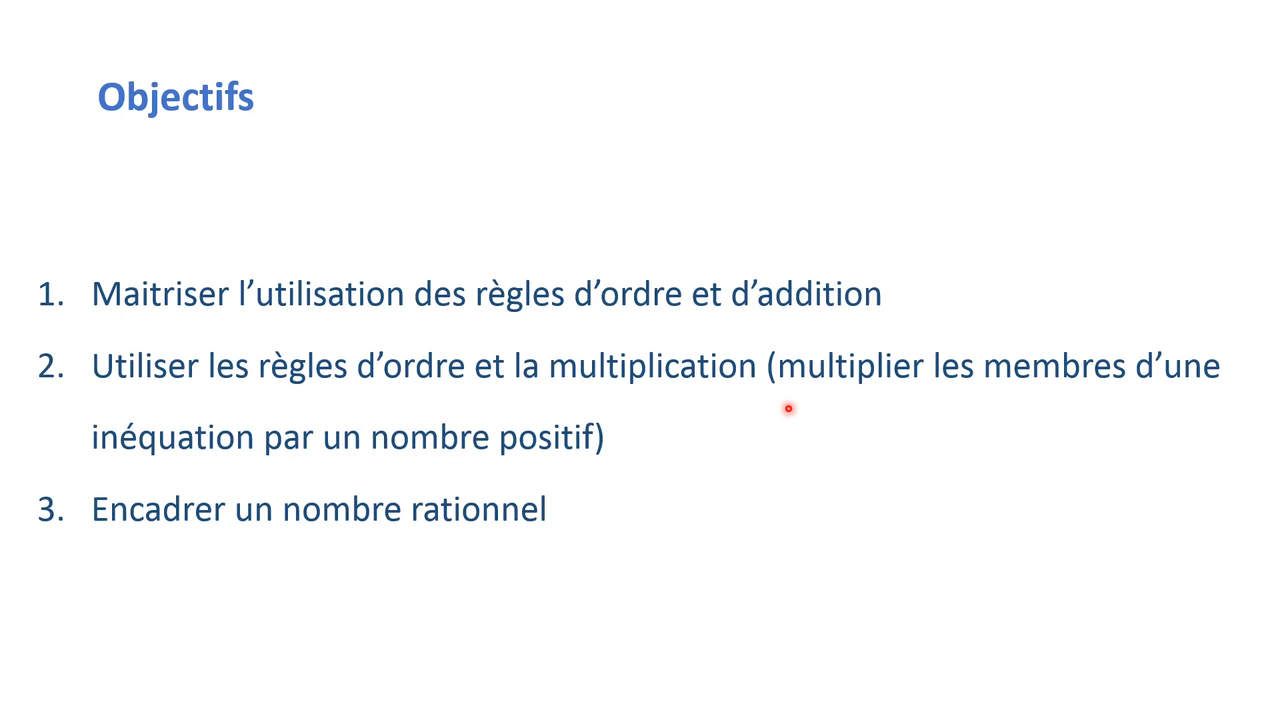 Objectifs
1. Maitriser l’utilisation des règles d’ordre et d’addition
2. Utiliser les règles d’ordre et la multiplication (multiplier les membres d’une
inéquation par un nombre positif)
3. Encadrer un nombre rationnel